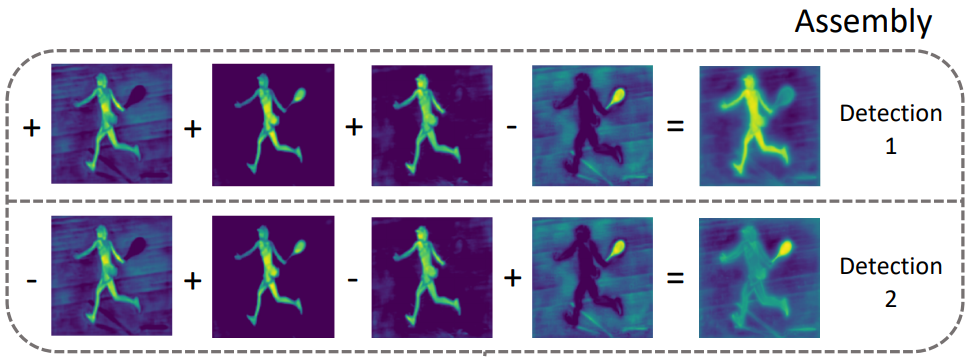 Assembly
+ + + - = Detection
1
- + - + = Detection
2